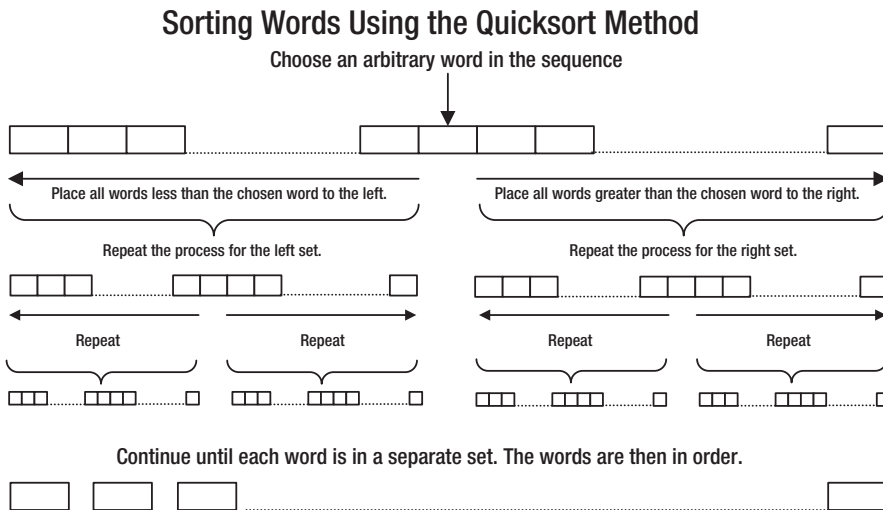 Sorting Words Using the Quicksort Method
Choose an arbitrary word in the sequence
Place all words less than the chosen word to the left.
Place all words greater than the chosen word to the right.
Repeat the process for the left set.
Repeat the process for the right set.
Repeat
Repeat
Repeat
Repeat
Continue until each word is in a separate set. The words are then in order.